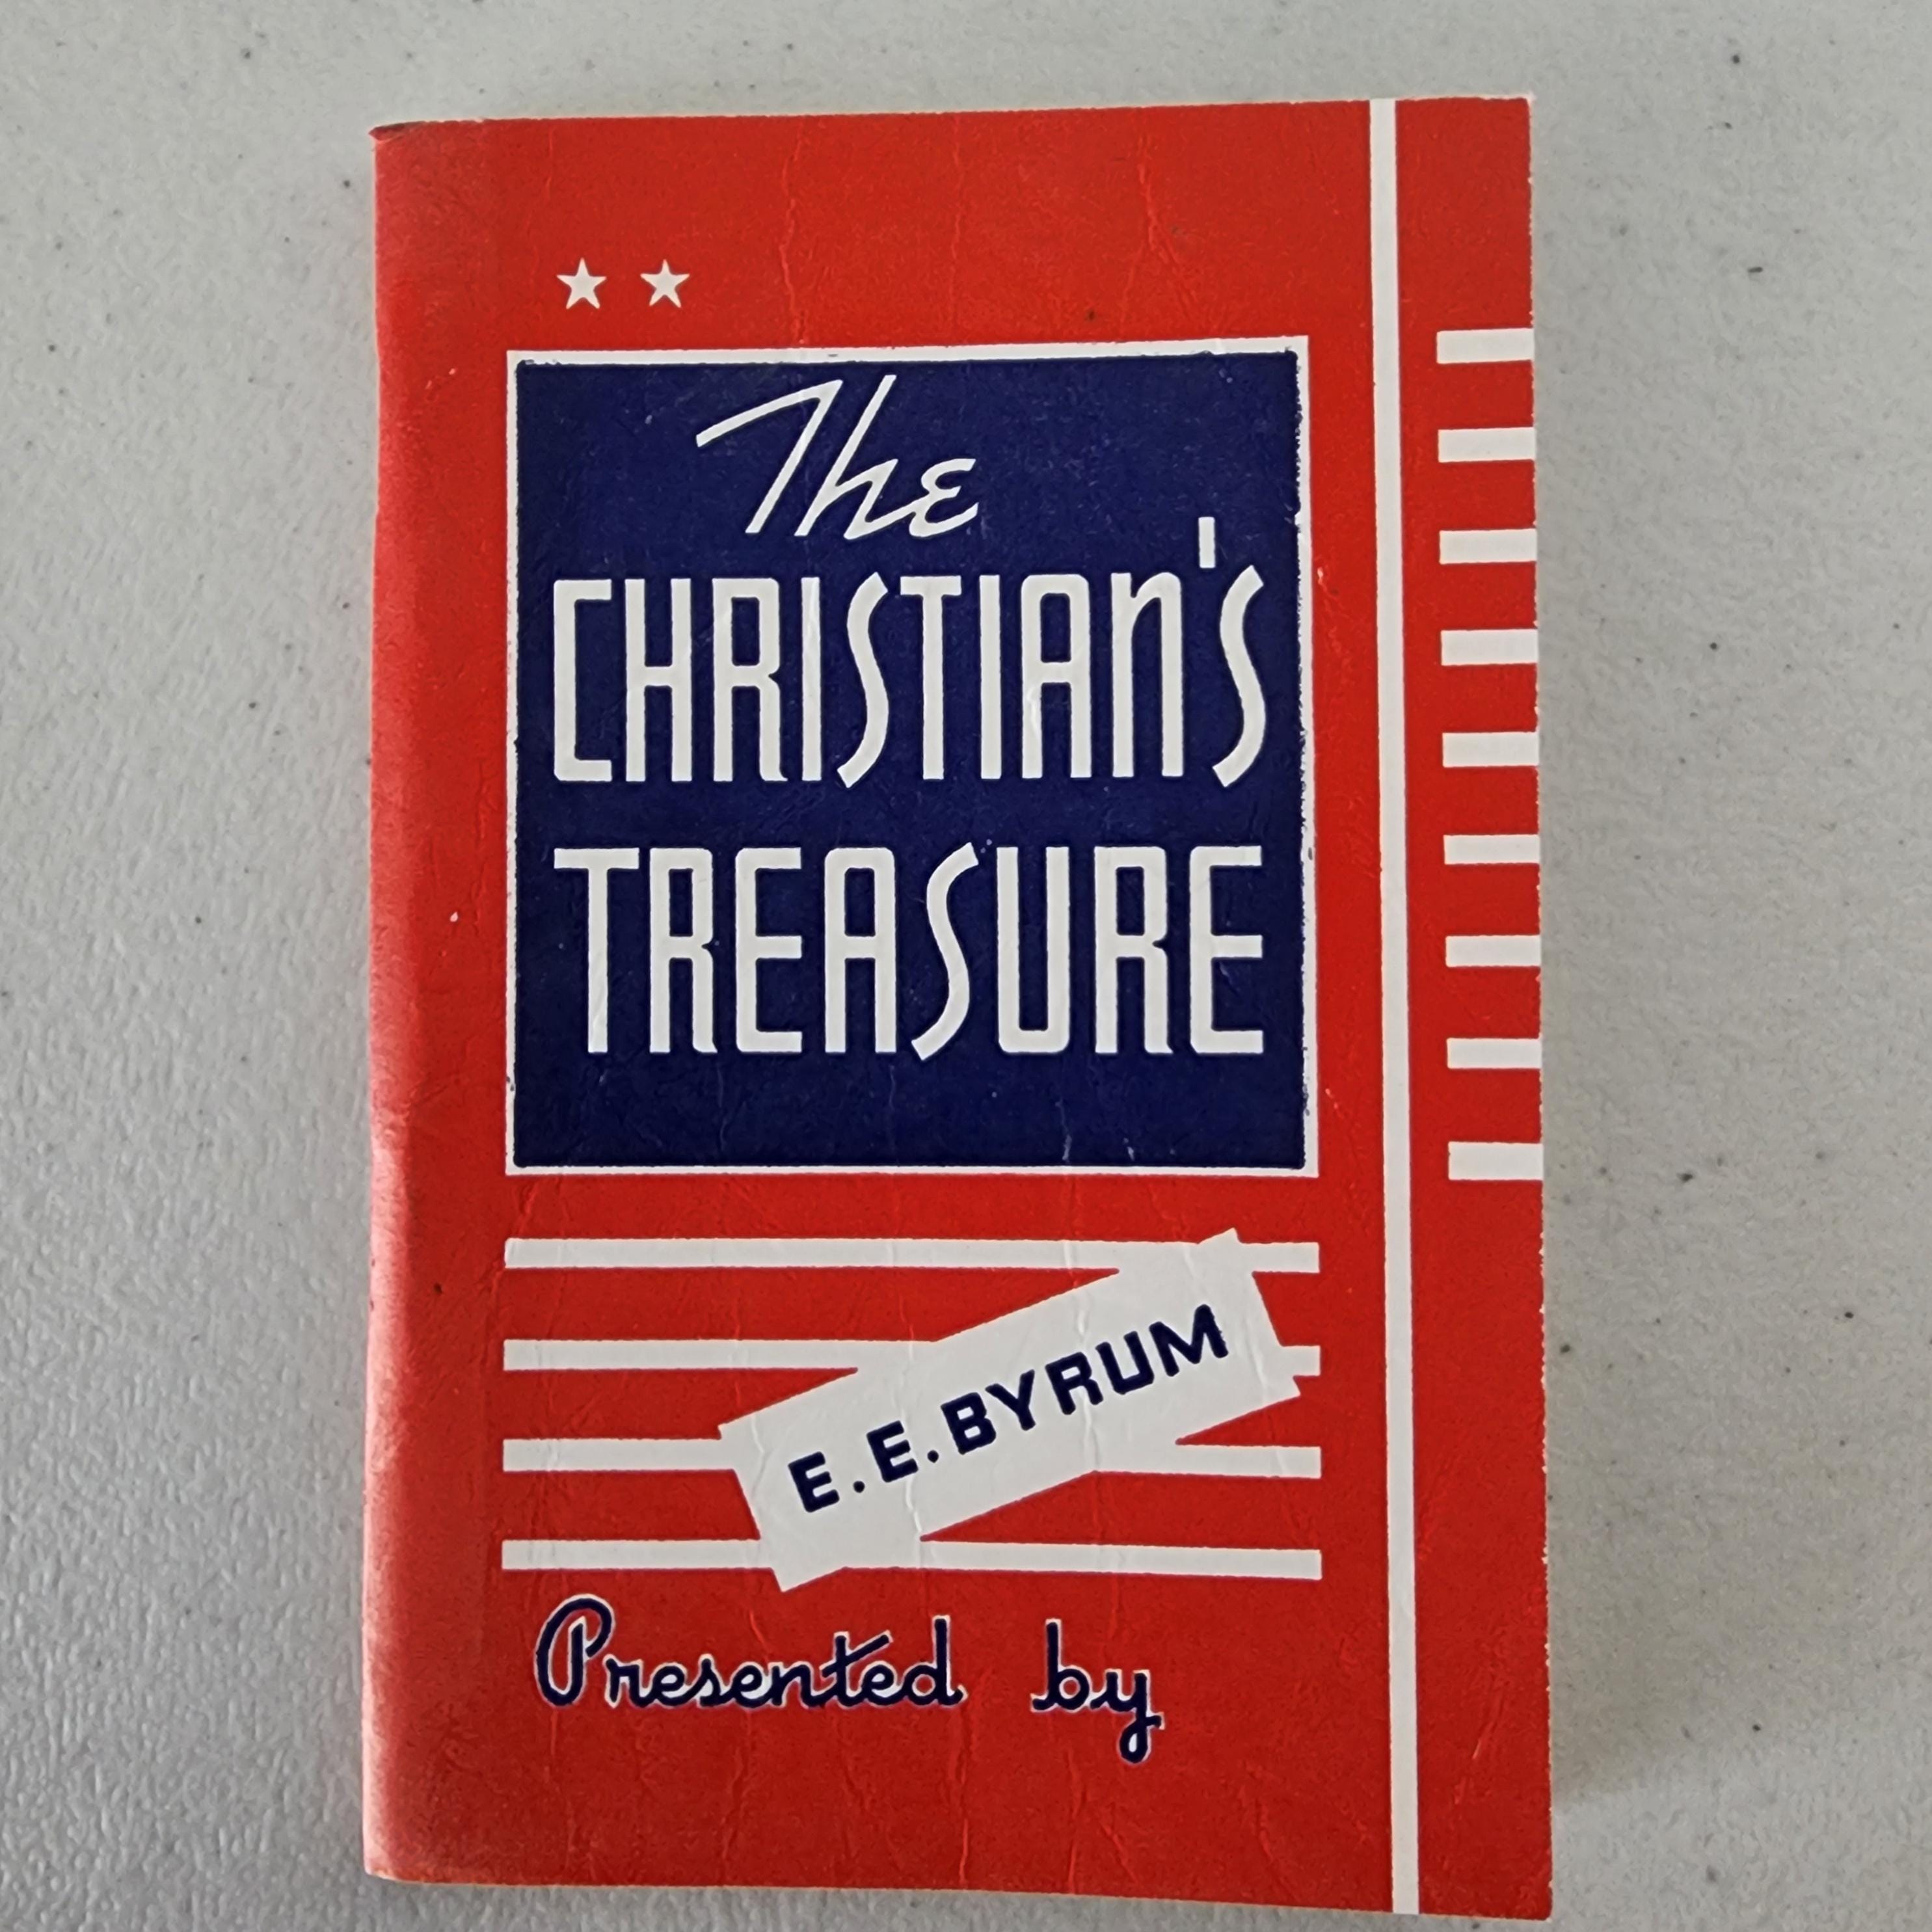 The
CHRISTIAN'S
TREASURE
E.E. BYRUM
Presented by